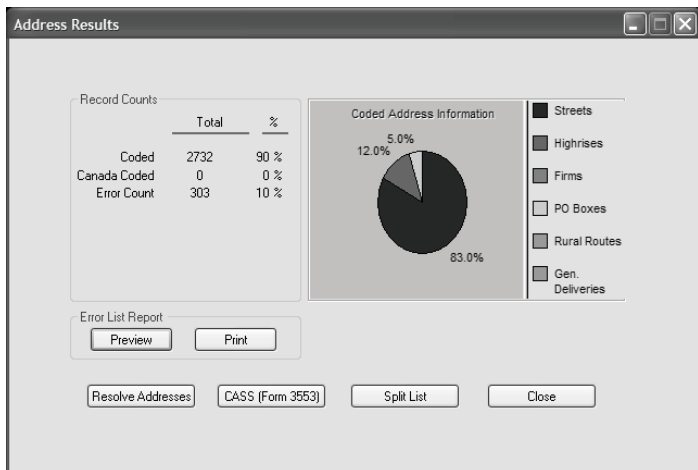 Address Results
Record Counts
Total %
Coded 2732 90 %
Canada Coded 0 0 %
Error Count 303 10 %
Coded Address Information
5.0%
12.0%
83.0%
Streets
Highrises
Firms
PO Boxes
Rural Routes
Gen.
Deliveries
Error List Report
Preview Print
Resolve Addresses CASS (Form 3553) Split List Close